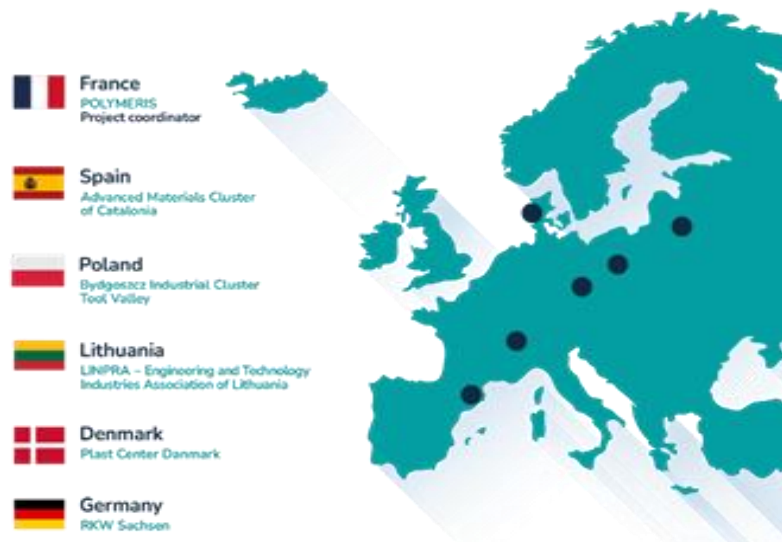 France
POLYMERIS
Project coordinator
Spain
Advanced Materials Cluster
of Catalonia
Poland
Bydgoszcz Industrial Cluster
Tool Valley
Lithuania
LINPRA – Engineering and Technology
Industries Association of Lithuania
Denmark
Plast Center Danmark
Germany
RKW Sachsen